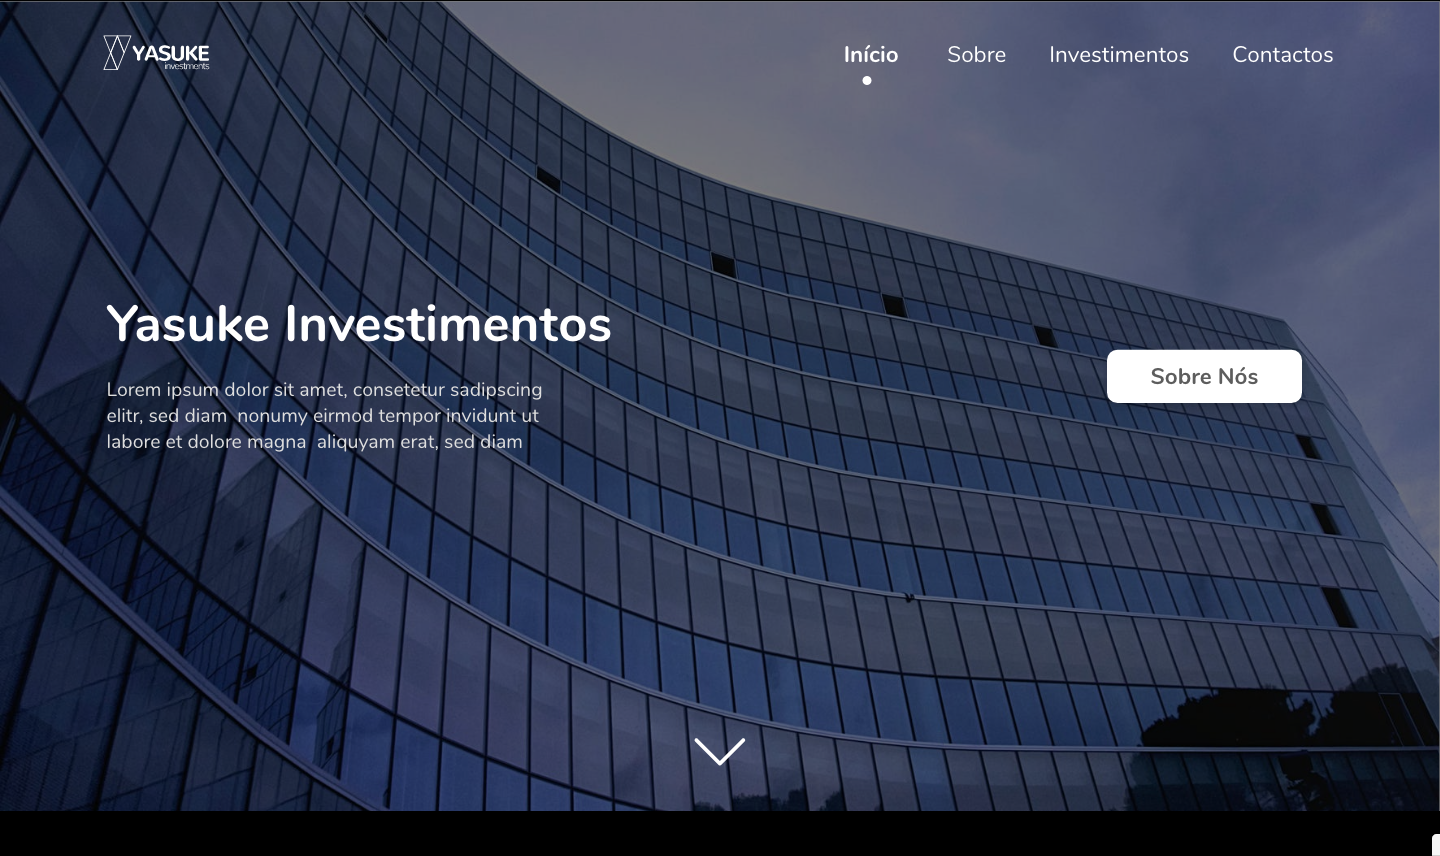 YASUKE
investments
Início
Sobre
Investimentos
Contactos
Yasuke Investimentos
Lorem ipsum dolor sit amet, consetetur sadipscing
elitr, sed diam  nonumy eirmod tempor invidunt ut
labore et dolore magna  aliquyam erat, sed diam
Sobre Nós